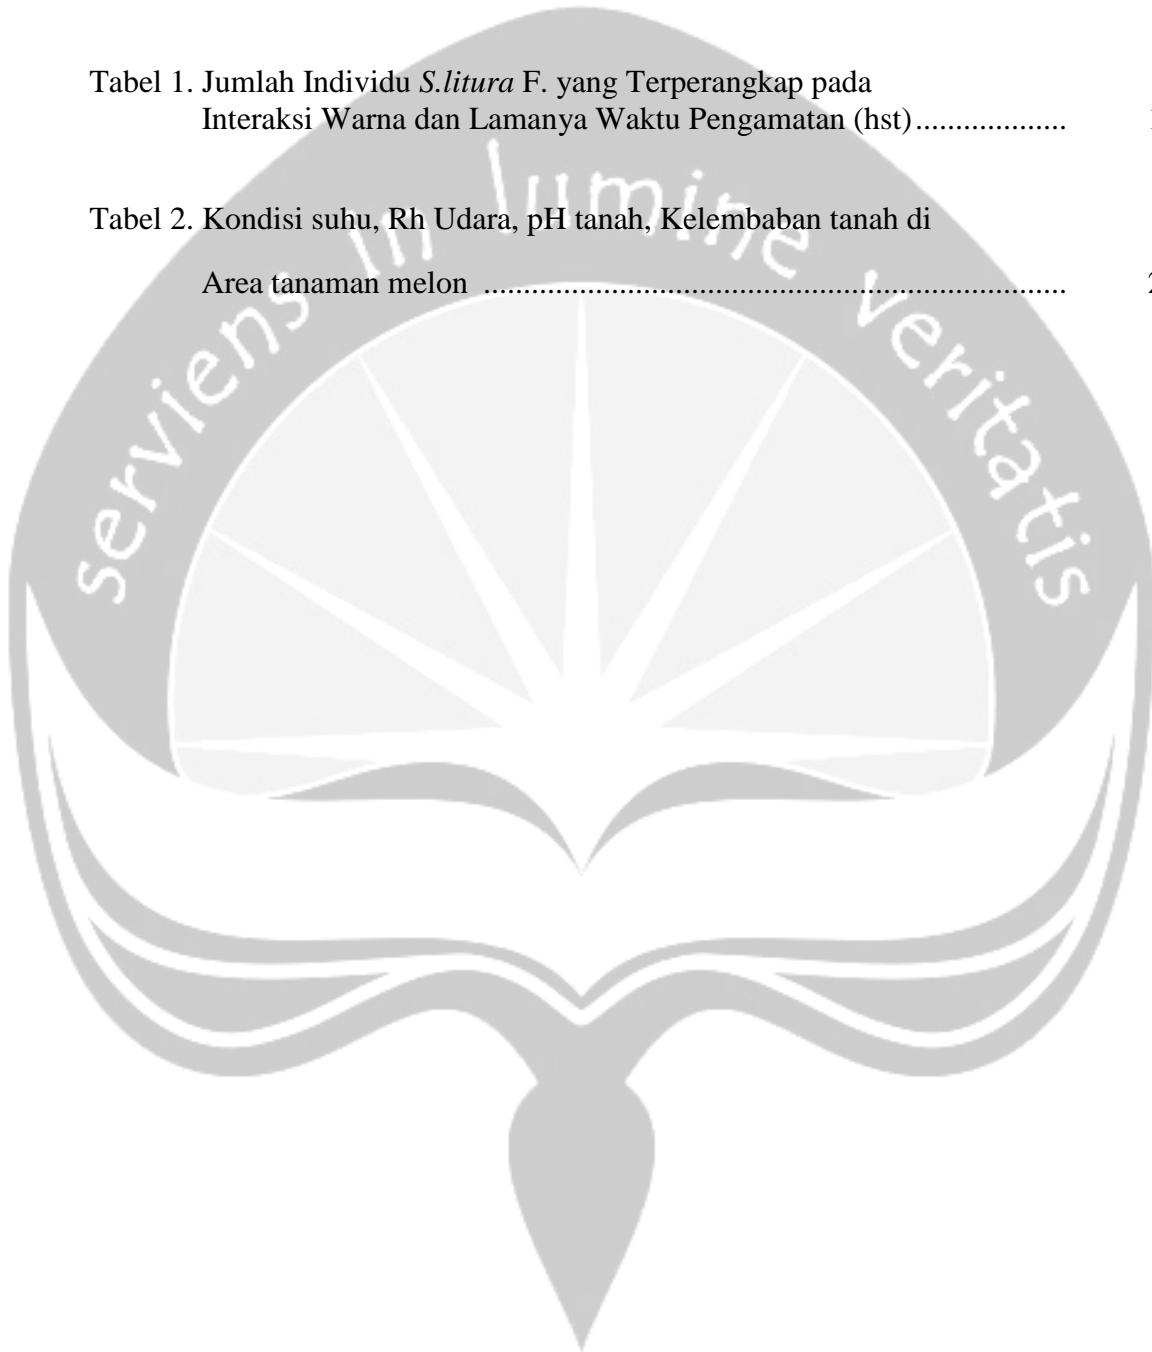 Tabel 1. Jumlah Individu S.litura F. yang Terperangkap pada
Interaksi Warna dan Lamanya Waktu Pengamatan (hst)...................
Tabel 2. Kondisi suhu, Rh Udara, pH tanah, Kelembaban tanah di
Area tanaman melon .........................................................................
serviens in lumine veritatis